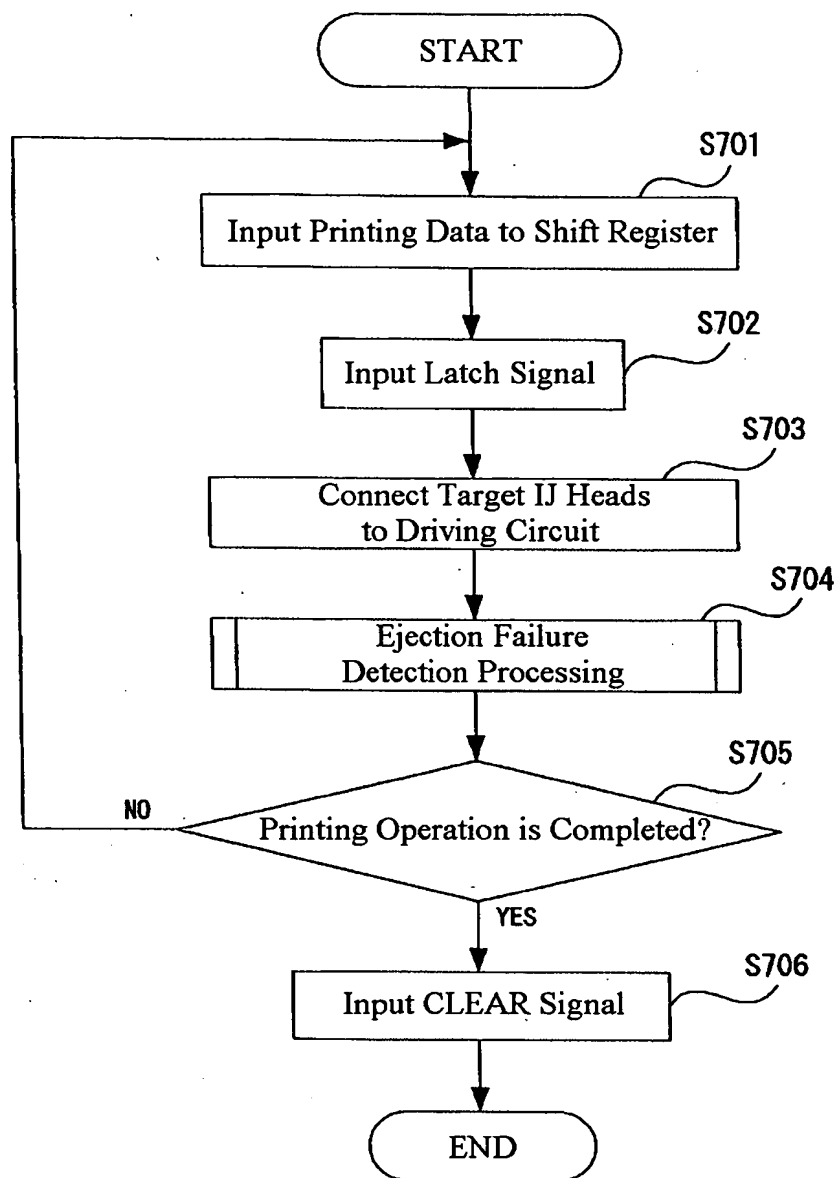 START
S701
Input Printing Data to Shift Register
S702
Input Latch Signal
S703
Connect Target IJ Heads
to Driving Circuit
S704
Ejection Failure
Detection Processing
S705
NO
Printing Operation is Completed?
YES
S706
Input CLEAR Signal
END